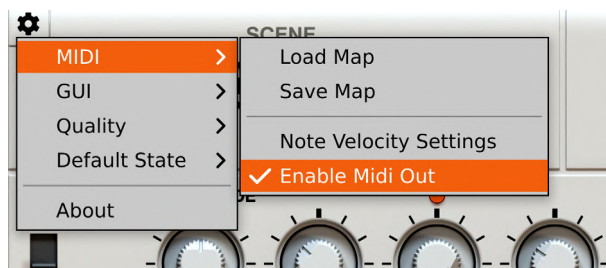 SCENE
MIDI
GUI
Quality
Default State
About
Load Map
Save Map
Note Velocity Settings
Enable Midi Out